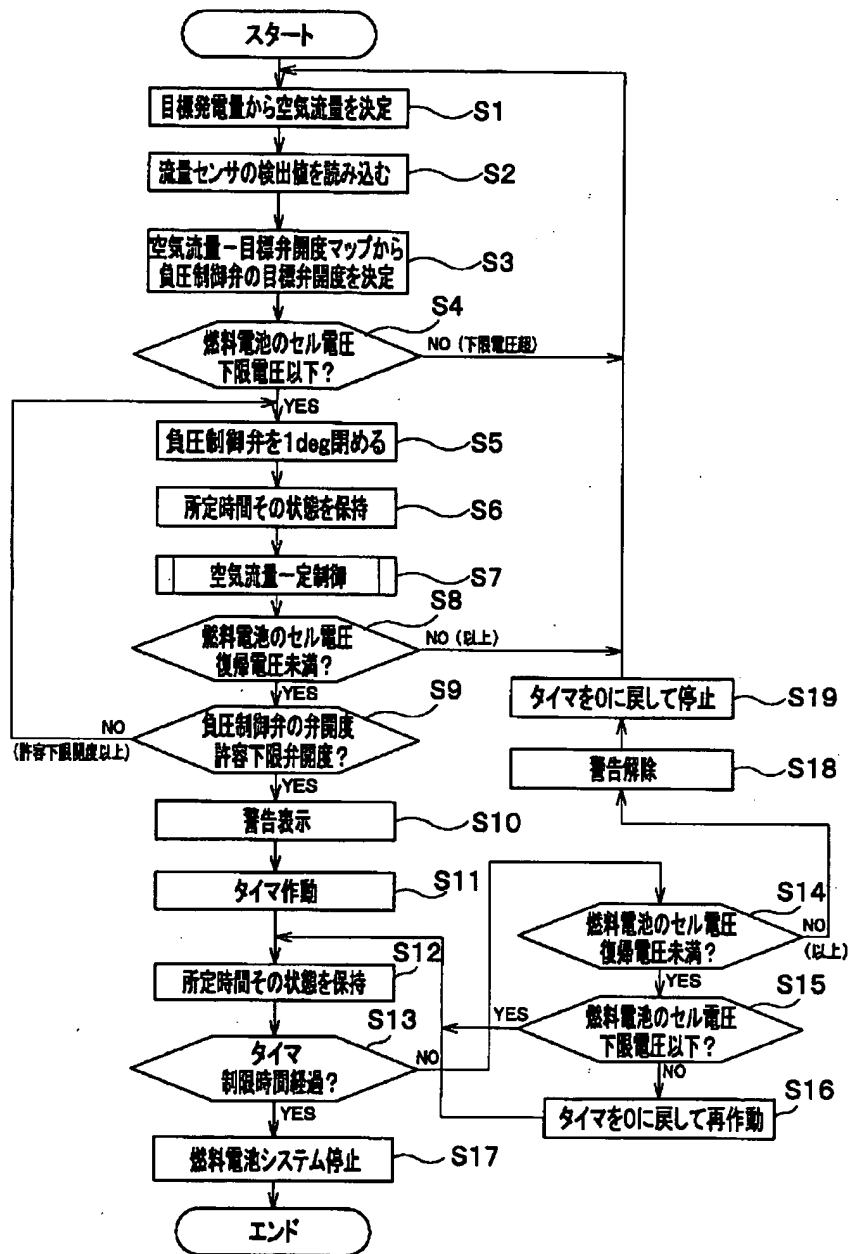 スタート
目標発電量から空気流量を決定
S1
流量センサの検出値を読み込む
S2
空気流量ー目標弁開度マップから
負圧制御弁の目標弁開度を決定
S3
S4
燃料電池のセル電圧
下限電圧以下?
NO (下限電圧超)
YES
負圧制御弁を1deg閉める
S5
所定時間その状態を保持
S6
空気流量一定制御
S7
S8
燃料電池のセル電圧
復帰電圧未満?
NO (以上)
YES
S9
負圧制御弁の弁開度
許容下限弁開度?
NO
(許容下限開度以上)
YES
警告表示
S10
タイマ作動
S11
S12
所定時間その状態を保持
S13
タイマ
制限時間経過?
NO
YES
燃料電池システム停止
S17
エンド
タイマを0に戻して停止
S19
警告解除
S18
S14
燃料電池のセル電圧
復帰電圧未満?
NO
(以上)
YES
S15
燃料電池のセル電圧
下限電圧以下?
YES
NO
S16
タイマを0に戻して再作動